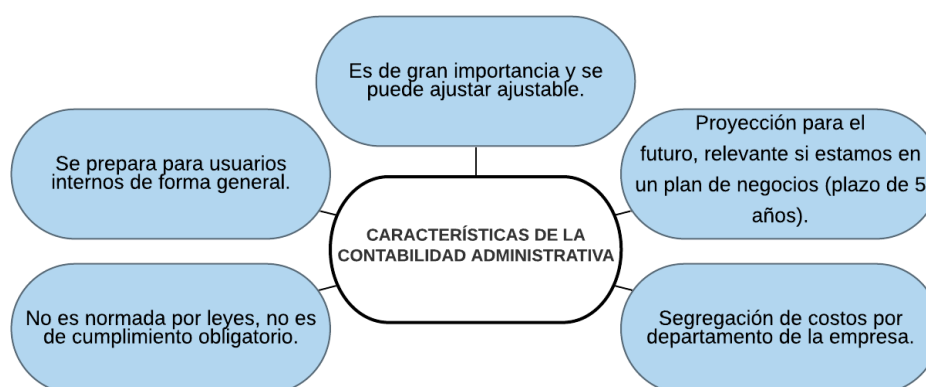 Es de gran importancia y se
puede ajustar ajustable.
Se prepara para usuarios
internos de forma general.
Proyección para el
futuro, relevante si estamos en
un plan de negocios (plazo de 5
años).
CARACTERÍSTICAS DE LA
CONTABILIDAD ADMINISTRATIVA
No es normada por leyes, no es
de cumplimiento obligatorio.
Segregación de costos por
departamento de la empresa.